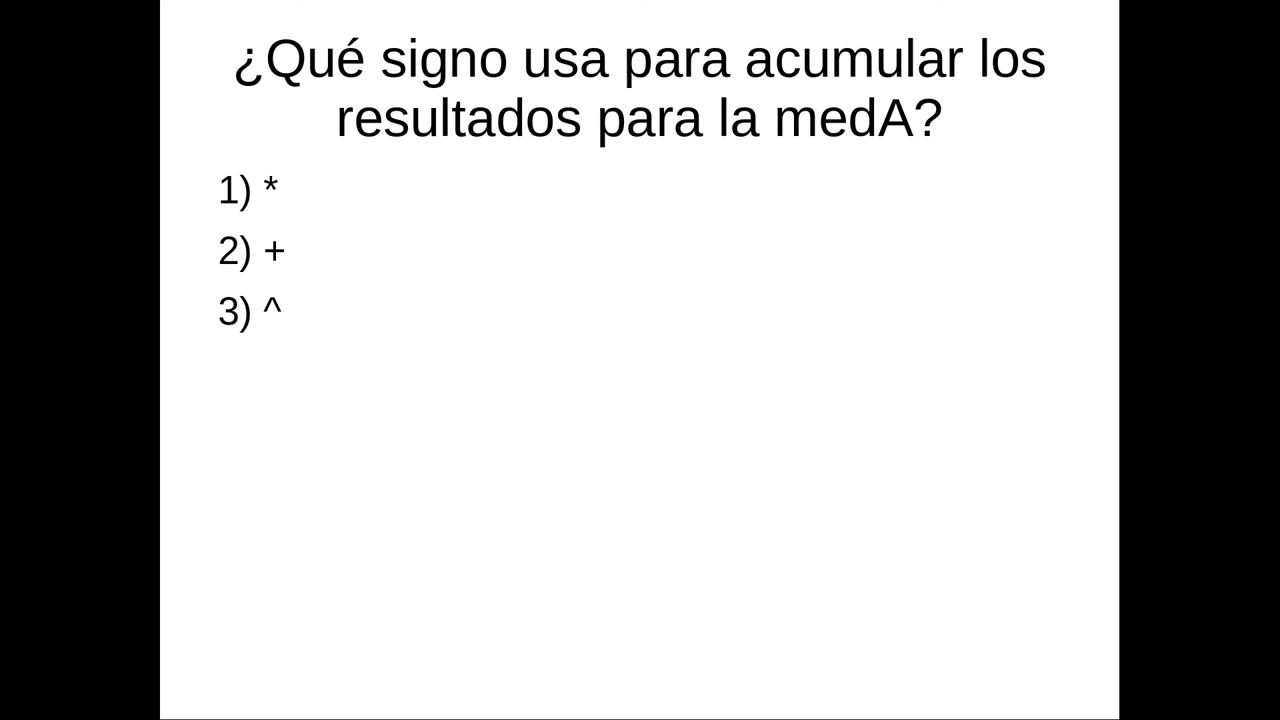 ¿Qué signo usa para acumular los
resultados para la medA?
1) *
2) +
3) ^